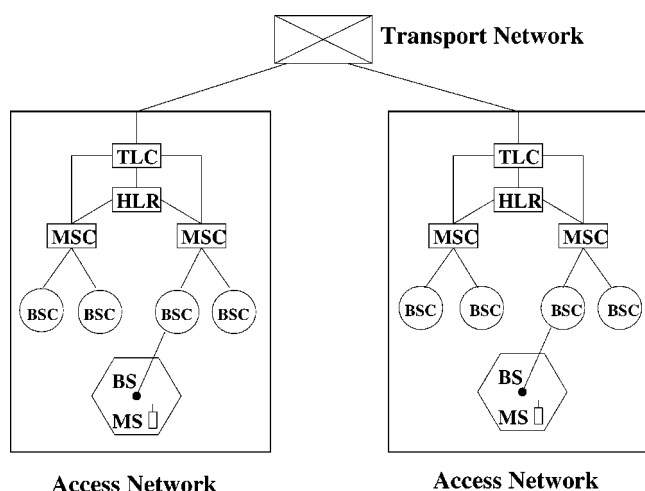 Transport Network
TLC TLC
HLR HLR
MSC MSC MSC MSC
BSC BSC BSC BSC BSC BSC BSC BSC
BS BS
MS MS
Access Network Access Network